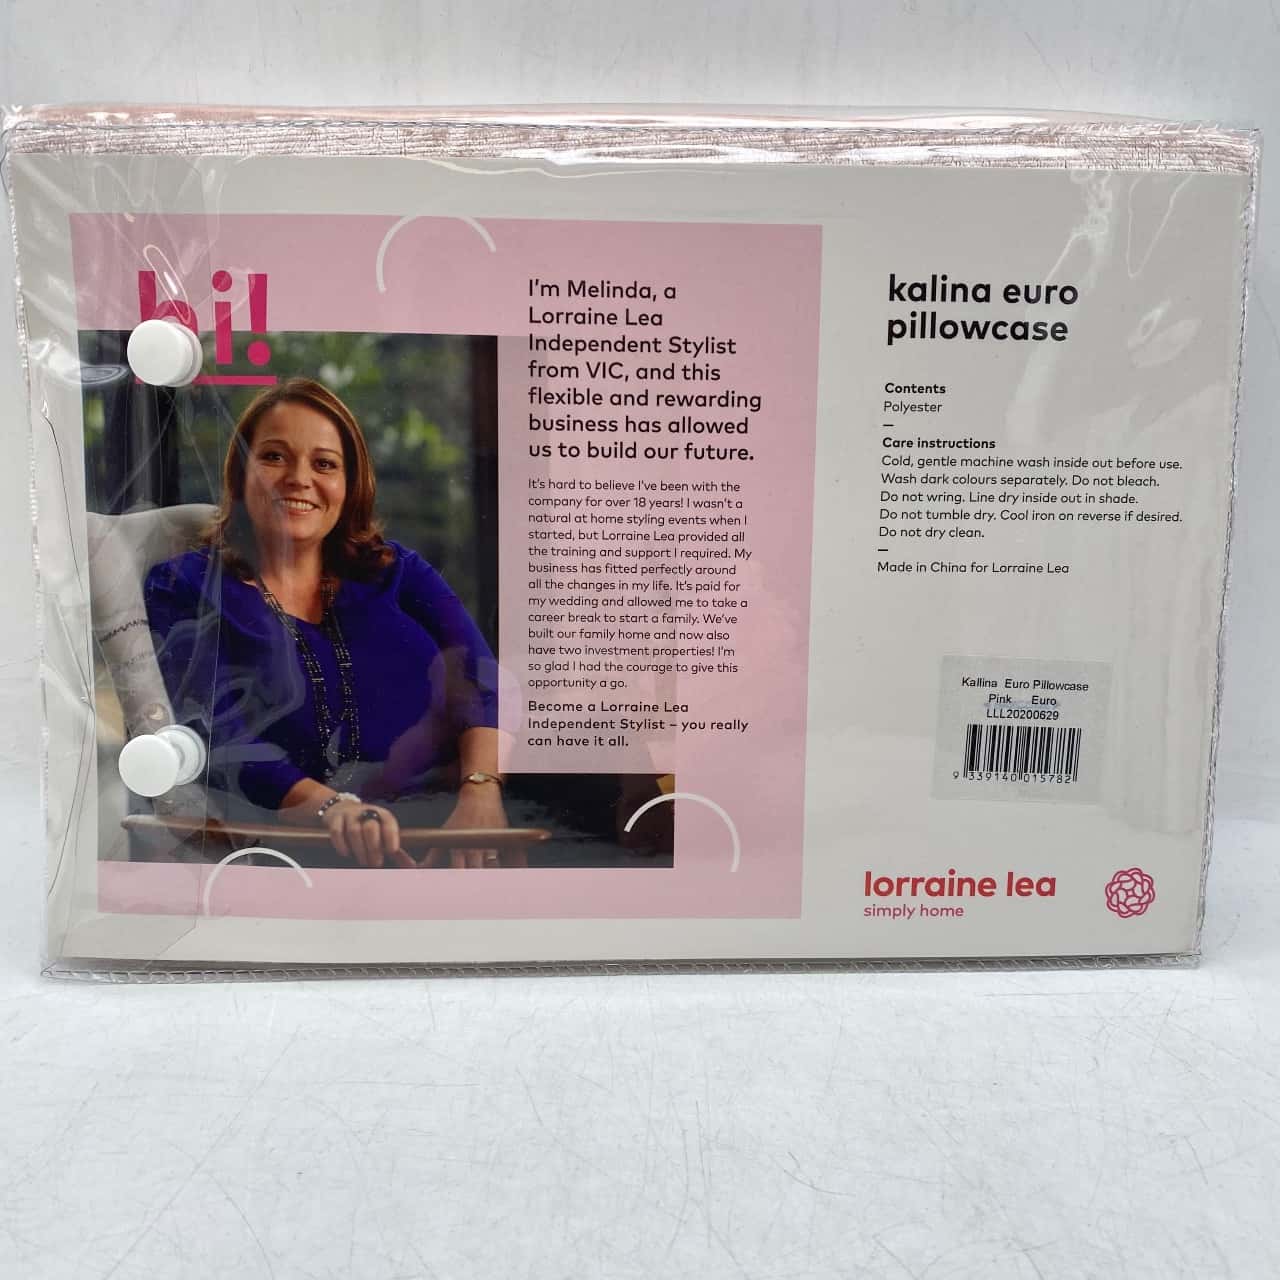 hi!
I'm Melinda, a
Lorraine Lea
Independent Stylist
from VIC, and this
flexible and rewarding
business has allowed
us to build our future.
It's hard to believe I've been with the
company for over 18 years! I wasn't a
natural at home styling events when I
started, but Lorraine Lea provided all
the training and support I required. My
business has fitted perfectly around
all the changes in my life. It's paid for
my wedding and allowed me to take a
career break to start a family. We've
built our family home and now also
have two investment properties! I'm
so glad I had the courage to give this
opportunity a go.
Become a Lorraine Lea
Independent Stylist – you really
can have it all.
kalina euro
pillowcase
Contents
Polyester
—
Care instructions
Cold, gentle machine wash inside out before use.
Wash dark colours separately. Do not bleach.
Do not wring. Line dry inside out in shade.
Do not tumble dry. Cool iron on reverse if desired.
Do not dry clean.
—
Made in China for Lorraine Lea
Kallina Euro Pillowcase
Pink Euro
LLL20200629
9 339140 015782
lorraine lea
simply home